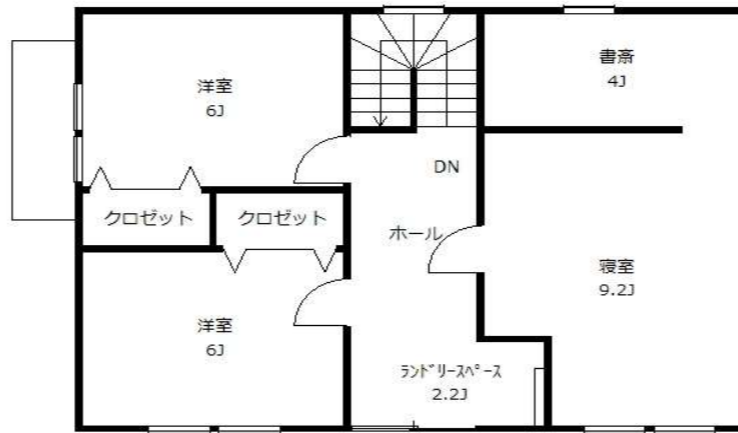 洋室
6J
書斎
4J
DN
クロゼット
クロゼット
ホール
寝室
9.2J
洋室
6J
ﾗﾝﾄﾞﾘｰｽﾍﾟｰｽ
2.2J